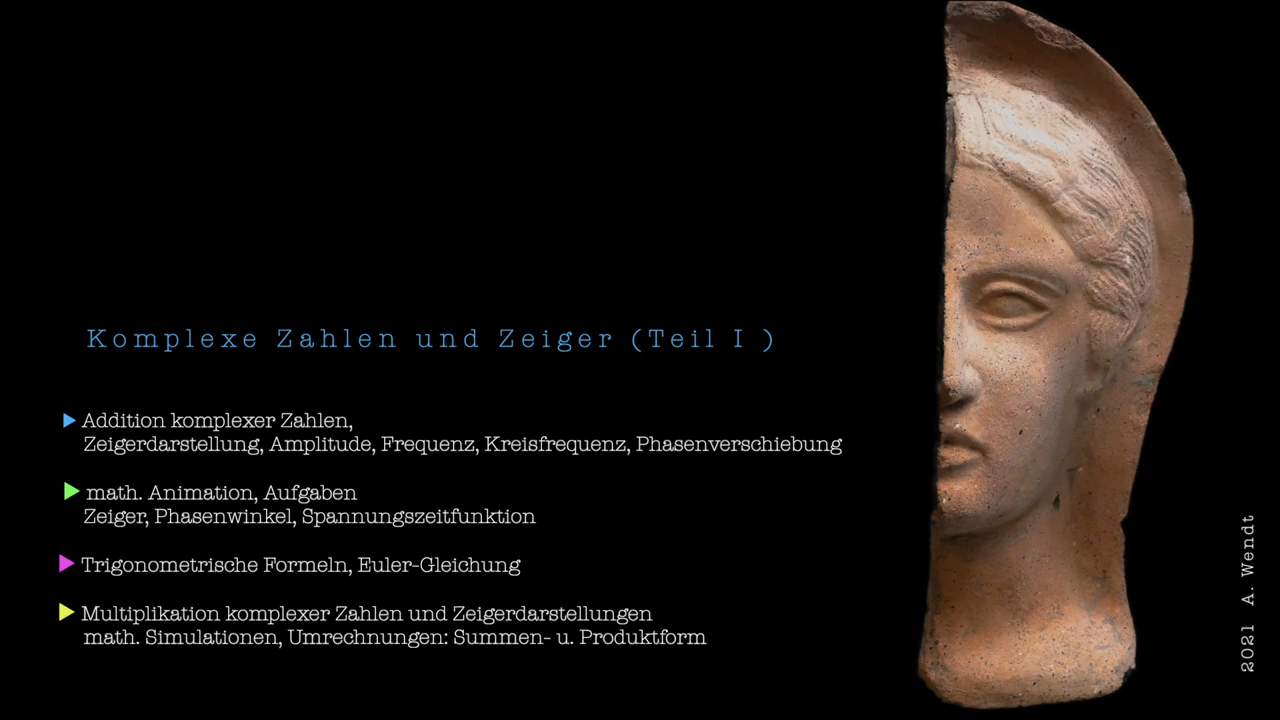 Komplexe Zahlen und Zeiger (Teil I )
Addition komplexer Zahlen,
Zeigerdarstellung, Amplitude, Frequenz, Kreisfrequenz, Phasenverschiebung
math. Animation, Aufgaben
Zeiger, Phasenwinkel, Spannungszeitfunktion
Trigonometrische Formeln, Euler-Gleichung
Multiplikation komplexer Zahlen und Zeigerdarstellungen
math. Simulationen, Umrechnungen: Summen- u. Produktform
2021 A. Wendt